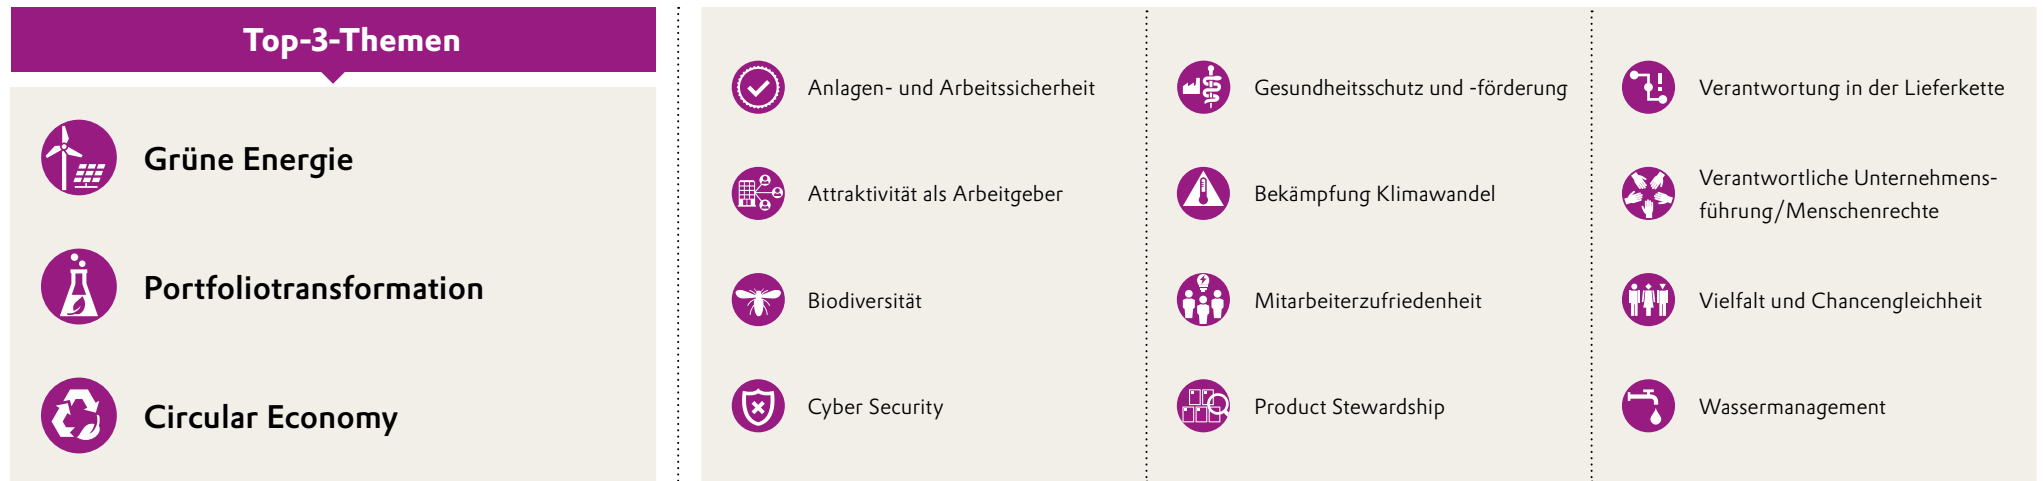 Top-3-Themen
Grüne Energie
Portfoliotransformation
Circular Economy
Anlagen- und Arbeitssicherheit
Attraktivität als Arbeitgeber
Biodiversität
Cyber Security
Gesundheitsschutz und -förderung
Bekämpfung Klimawandel
Mitarbeiterzufriedenheit
Product Stewardship
Verantwortung in der Lieferkette
Verantwortliche Unternehmens-
führung/Menschenrechte
Vielfalt und Chancengleichheit
Wassermanagement